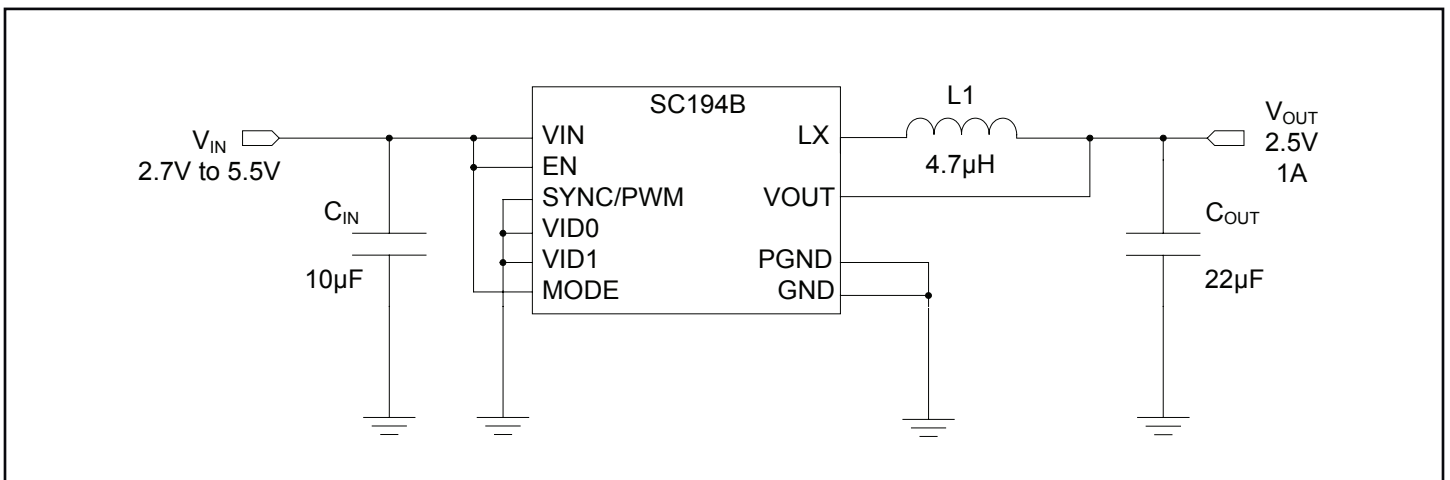 SC194B
V_IN
2.7V to 5.5V
C_IN
10µF
VIN
EN
SYNC/PWM
VID0
VID1
MODE
LX
VOUT
PGND
GND
L1
4.7µH
V_OUT
2.5V
1A
C_OUT
22µF